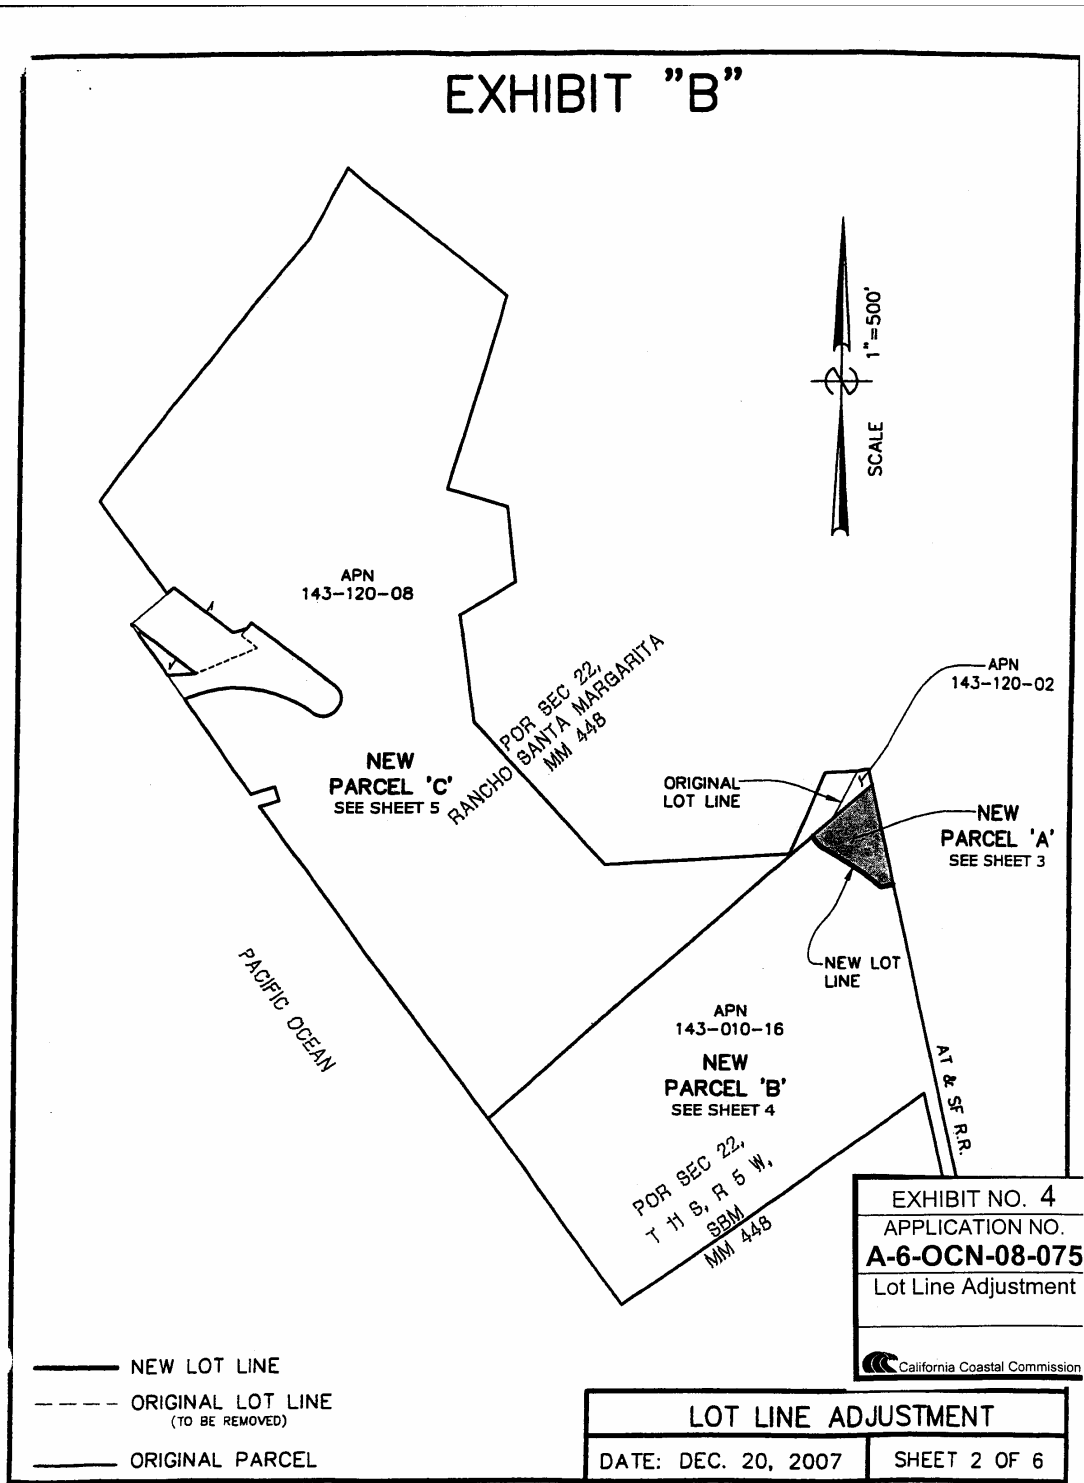 EXHIBIT "B"
1"=500'
SCALE
APN
143-120-08
POR SEC 22,
RANCHO SANTA MARGARITA
MM 448
APN
143-120-02
NEW
PARCEL 'C'
SEE SHEET 5
ORIGINAL
LOT LINE
NEW
PARCEL 'A'
SEE SHEET 3
NEW LOT
LINE
PACIFIC OCEAN
APN
143-010-16
NEW
PARCEL 'B'
SEE SHEET 4
AT & SF R.R.
POR SEC 22,
T 11 S, R 5 W,
SBM
MM 448
EXHIBIT NO. 4
APPLICATION NO.
A-6-OCN-08-075
Lot Line Adjustment
California Coastal Commission
NEW LOT LINE
ORIGINAL LOT LINE
(TO BE REMOVED)
ORIGINAL PARCEL
LOT LINE ADJUSTMENT
DATE: DEC. 20, 2007
SHEET 2 OF 6